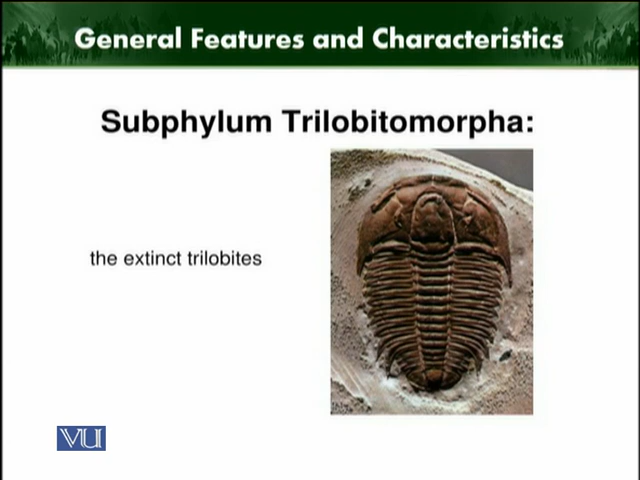 General Features and Characteristics
Subphylum Trilobitomorpha:
the extinct trilobites
VU